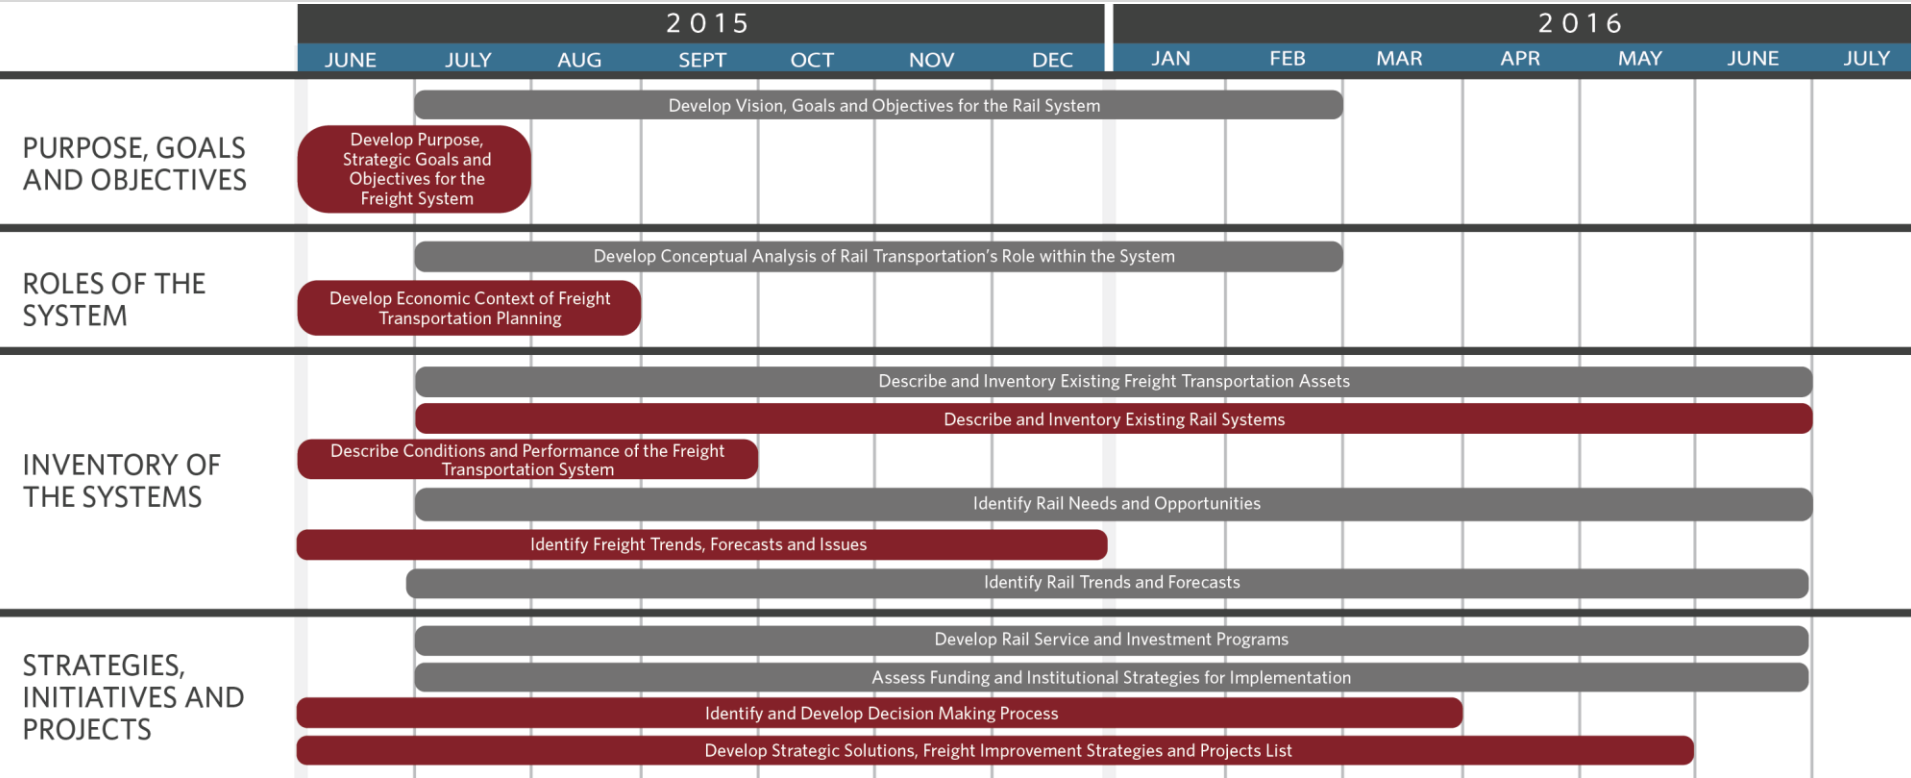 2015
2016
JUNE JULY AUG SEPT OCT NOV DEC JAN FEB MAR APR MAY JUNE JULY
PURPOSE, GOALS
AND OBJECTIVES
Develop Vision, Goals and Objectives for the Rail System
Develop Purpose,
Strategic Goals and
Objectives for the
Freight System
ROLES OF THE
SYSTEM
Develop Conceptual Analysis of Rail Transportation's Role within the System
Develop Economic Context of Freight
Transportation Planning
INVENTORY OF
THE SYSTEMS
Describe and Inventory Existing Freight Transportation Assets
Describe and Inventory Existing Rail Systems
Describe Conditions and Performance of the Freight
Transportation System
Identify Rail Needs and Opportunities
Identify Freight Trends, Forecasts and Issues
Identify Rail Trends and Forecasts
STRATEGIES,
INITIATIVES AND
PROJECTS
Develop Rail Service and Investment Programs
Assess Funding and Institutional Strategies for Implementation
Identify and Develop Decision Making Process
Develop Strategic Solutions, Freight Improvement Strategies and Projects List